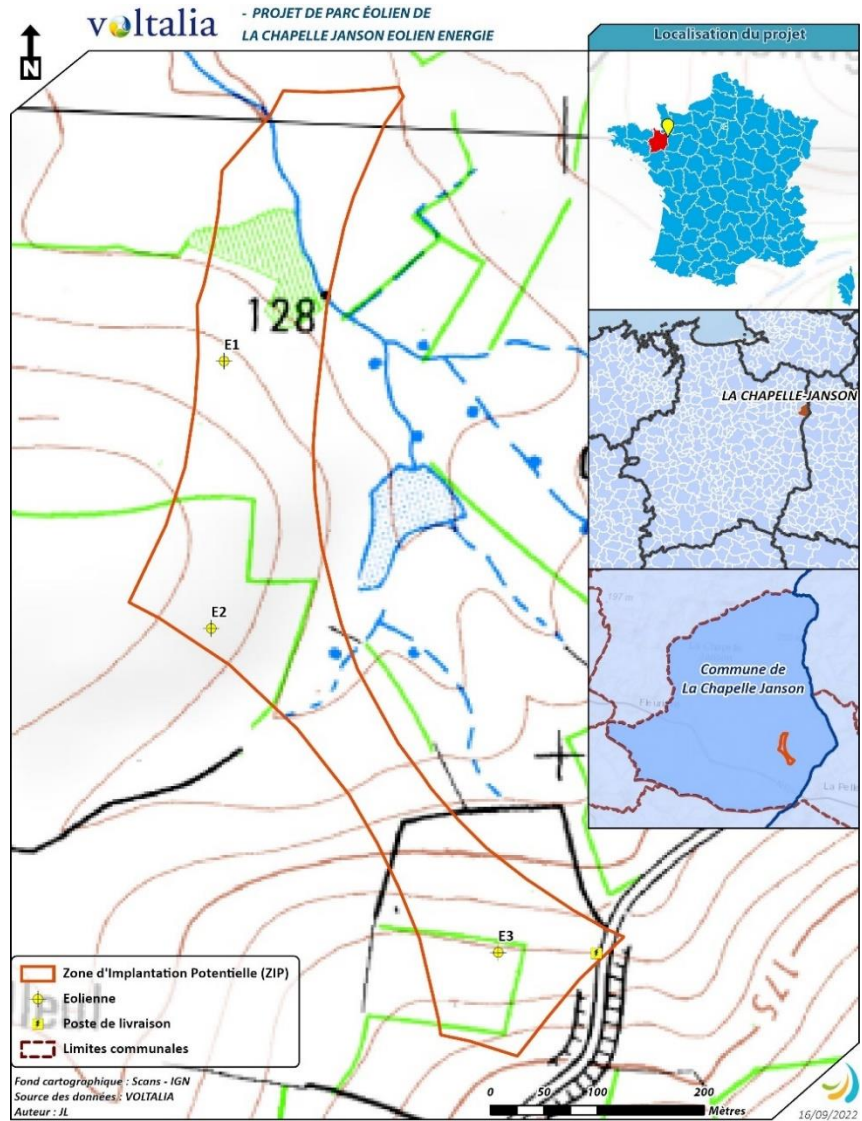 voltalia
- PROJET DE PARC ÉOLIEN DE
LA CHAPELLE JANSON EOLIEN ENERGIE
N
Localisation du projet
128
E1
E2
E3
175
LA CHAPELLE-JANSON
197 m
Commune de
La Chapelle Janson
Zone d'Implantation Potentielle (ZIP)
Eolienne
Poste de livraison
Limites communales
Fond cartographique : Scans - IGN
Source des données : VOLTALIA
Auteur : JL
0 50 100 200
Mètres
16/09/2022